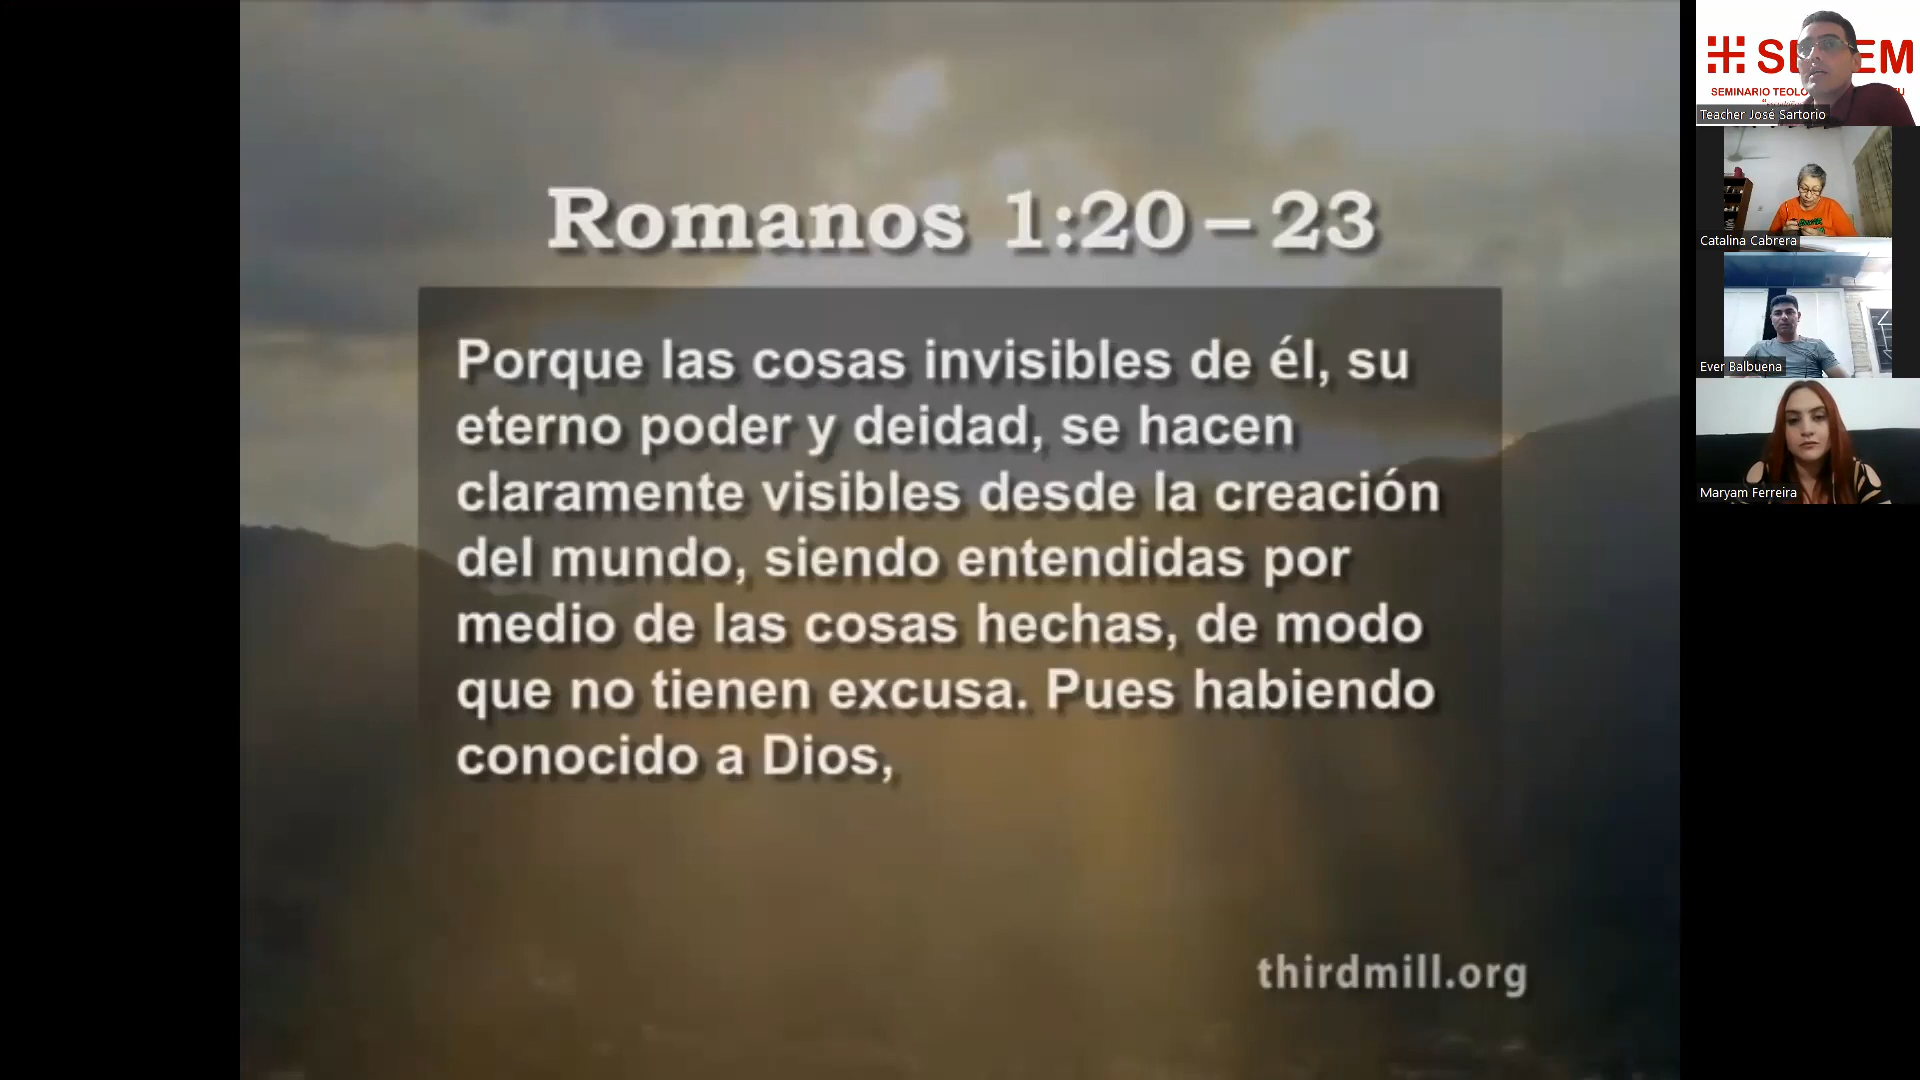 Romanos 1:20 – 23
Porque las cosas invisibles de él, su
eterno poder y deidad, se hacen
claramente visibles desde la creación
del mundo, siendo entendidas por
medio de las cosas hechas, de modo
que no tienen excusa. Pues habiendo
conocido a Dios,
thirdmill.org
SEMINARIO
Teacher José Sartorio
Catalina Cabrera
Ever Balbuena
Maryam Ferreira